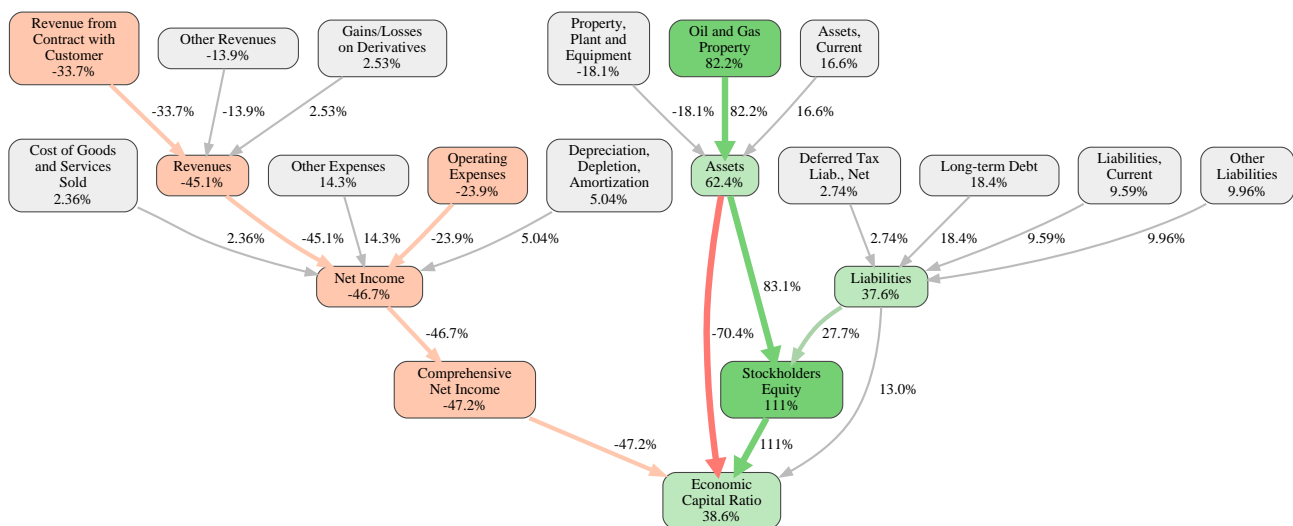 Revenue from
Contract with
Customer
-33.7%
Other Revenues
-13.9%
Gains/Losses
on Derivatives
2.53%
Property,
Plant and
Equipment
-18.1%
Oil and Gas
Property
82.2%
Assets,
Current
16.6%
-33.7%
-13.9%
2.53%
-18.1%
82.2%
16.6%
Cost of Goods
and Services
Sold
2.36%
Revenues
-45.1%
Other Expenses
14.3%
Operating
Expenses
-23.9%
Depreciation,
Depletion,
Amortization
5.04%
Assets
62.4%
Deferred Tax
Liab., Net
2.74%
Long-term Debt
18.4%
Liabilities,
Current
9.59%
Other
Liabilities
9.96%
2.36%
-45.1%
14.3%
-23.9%
5.04%
2.74%
18.4%
9.59%
9.96%
Net Income
-46.7%
Liabilities
37.6%
83.1%
-46.7%
-70.4%
27.7%
Comprehensive
Net Income
-47.2%
Stockholders
Equity
111%
13.0%
-47.2%
111%
Economic
Capital Ratio
38.6%